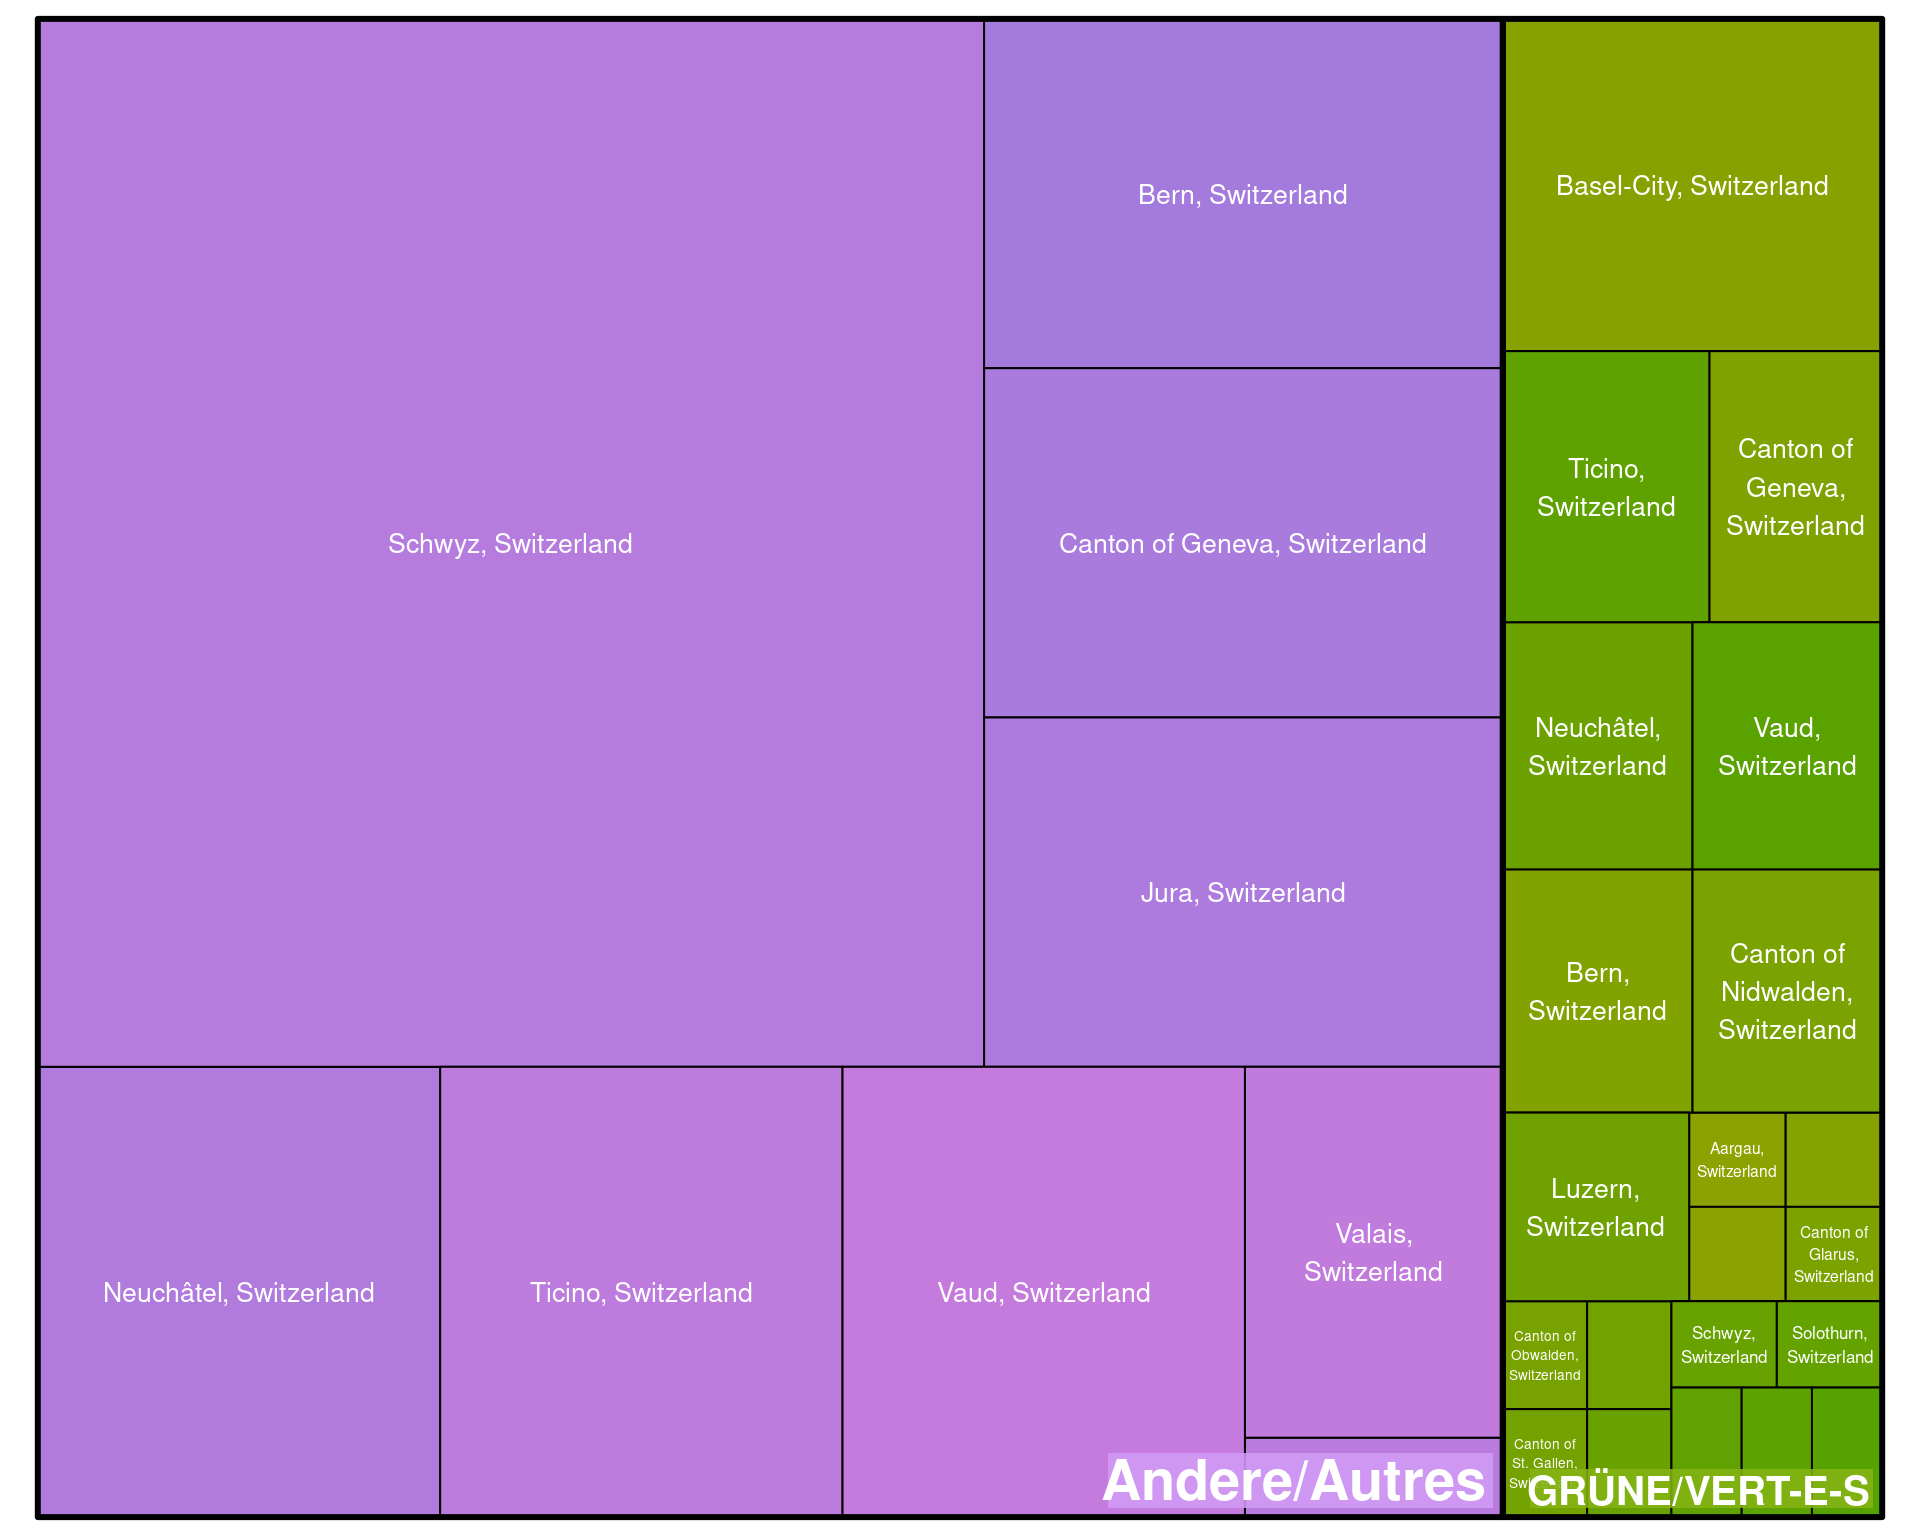 Schwyz, Switzerland
Bern, Switzerland
Canton of Geneva, Switzerland
Jura, Switzerland
Neuchâtel, Switzerland
Ticino, Switzerland
Vaud, Switzerland
Valais,
Switzerland
Andere/Autres
Basel-City, Switzerland
Ticino,
Switzerland
Canton of
Geneva,
Switzerland
Neuchâtel,
Switzerland
Vaud,
Switzerland
Bern,
Switzerland
Canton of
Nidwalden,
Switzerland
Luzern,
Switzerland
Aargau,
Switzerland
Canton of
Glarus,
Switzerland
Canton of
Obwalden,
Switzerland
Schwyz,
Switzerland
Solothurn,
Switzerland
Canton of
St. Gallen,
GRÜNE/VERT-E-S